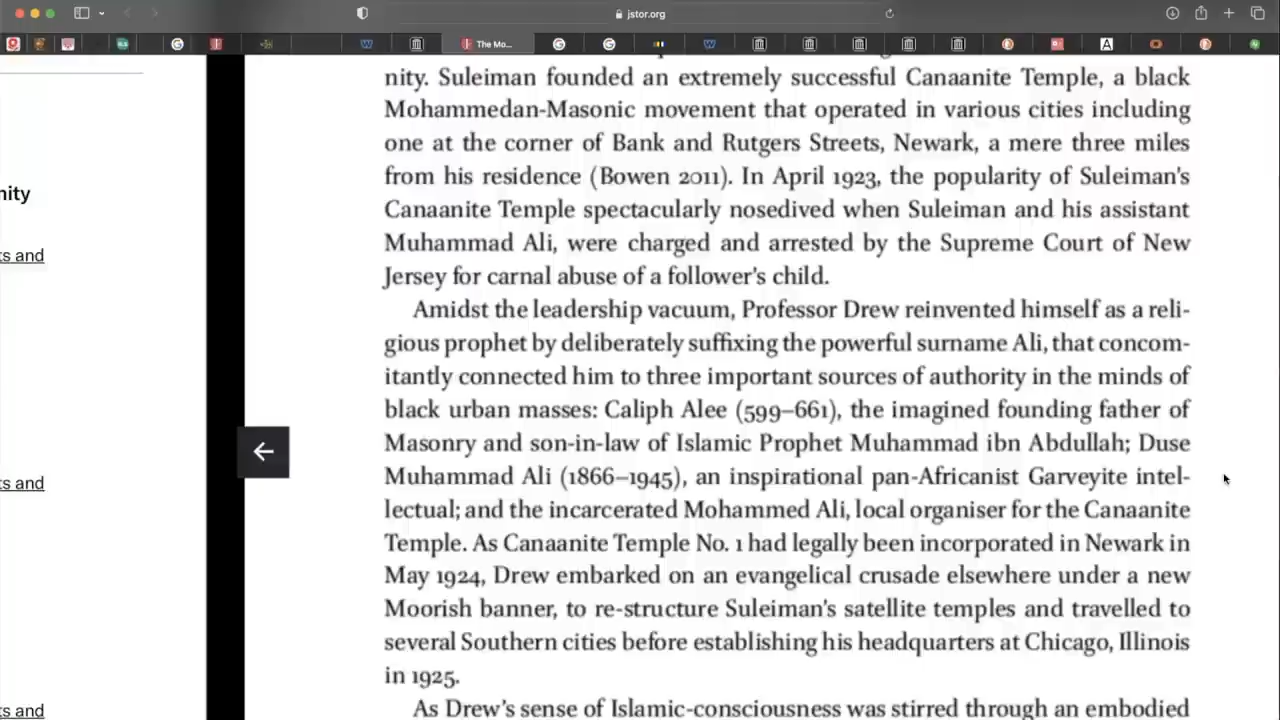 jstor.org
The Mo...
nity. Suleiman founded an extremely successful Canaanite Temple, a black
Mohammedan-Masonic movement that operated in various cities including
one at the corner of Bank and Rutgers Streets, Newark, a mere three miles
from his residence (Bowen 2011). In April 1923, the popularity of Suleiman's
Canaanite Temple spectacularly nosedived when Suleiman and his assistant
Muhammad Ali, were charged and arrested by the Supreme Court of New
Jersey for carnal abuse of a follower's child.
Amidst the leadership vacuum, Professor Drew reinvented himself as a reli-
gious prophet by deliberately suffixing the powerful surname Ali, that concom-
itantly connected him to three important sources of authority in the minds of
black urban masses: Caliph Alee (599–661), the imagined founding father of
Masonry and son-in-law of Islamic Prophet Muhammad ibn Abdullah; Duse
Muhammad Ali (1866–1945), an inspirational pan-Africanist Garveyite intel-
lectual; and the incarcerated Mohammed Ali, local organiser for the Canaanite
Temple. As Canaanite Temple No. 1 had legally been incorporated in Newark in
May 1924, Drew embarked on an evangelical crusade elsewhere under a new
Moorish banner, to re-structure Suleiman's satellite temples and travelled to
several Southern cities before establishing his headquarters at Chicago, Illinois
in 1925.
As Drew's sense of Islamic-consciousness was stirred through an embodied
nity
ts and
ts and
ts and